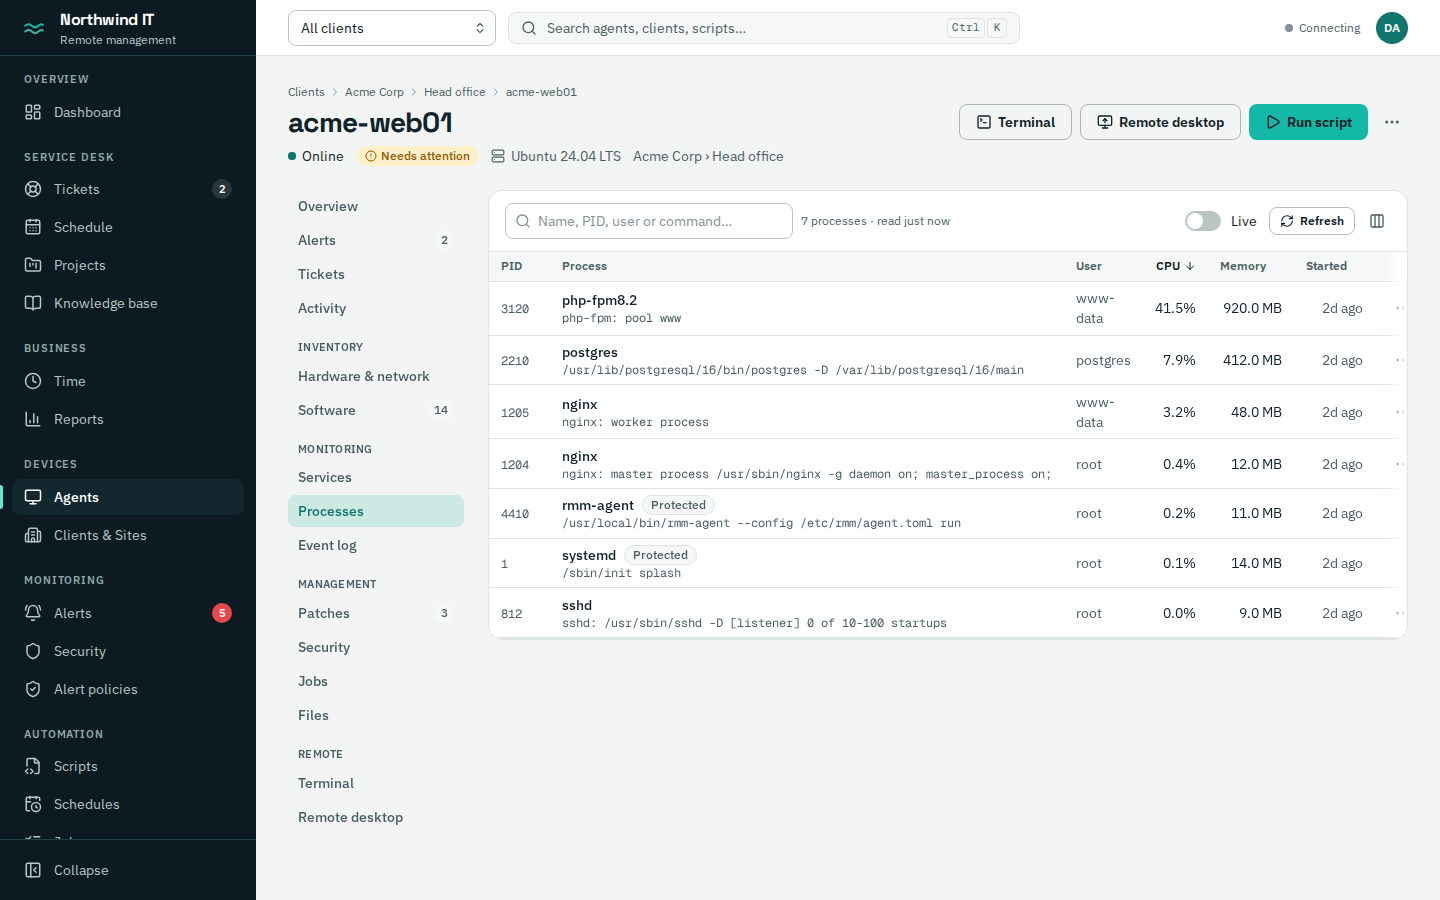 Northwind IT
Remote management
OVERVIEW
Dashboard
SERVICE DESK
Tickets 2
Schedule
Projects
Knowledge base
BUSINESS
Time
Reports
DEVICES
Agents
Clients & Sites
MONITORING
Alerts 5
Security
Alert policies
AUTOMATION
Scripts
Schedules
Collapse
All clients
Search agents, clients, scripts... Ctrl K
Connecting DA
Clients > Acme Corp > Head office > acme-web01
acme-web01
Terminal Remote desktop Run script
Online Needs attention Ubuntu 24.04 LTS Acme Corp › Head office
Overview
Alerts 2
Tickets
Activity
INVENTORY
Hardware & network
Software 14
MONITORING
Services
Processes
Event log
MANAGEMENT
Patches 3
Security
Jobs
Files
REMOTE
Terminal
Remote desktop
Name, PID, user or command... 7 processes · read just now Live Refresh
PID Process User CPU Memory Started
3120 php-fpm8.2 www-data 41.5% 920.0 MB 2d ago
php-fpm: pool www
2210 postgres postgres 7.9% 412.0 MB 2d ago
/usr/lib/postgresql/16/bin/postgres -D /var/lib/postgresql/16/main
1205 nginx www-data 3.2% 48.0 MB 2d ago
nginx: worker process
1204 nginx root 0.4% 12.0 MB 2d ago
nginx: master process /usr/sbin/nginx -g daemon on; master_process on;
4410 rmm-agent Protected root 0.2% 11.0 MB 2d ago
/usr/local/bin/rmm-agent --config /etc/rmm/agent.toml run
1 systemd Protected root 0.1% 14.0 MB 2d ago
/sbin/init splash
812 sshd root 0.0% 9.0 MB 2d ago
sshd: /usr/sbin/sshd -D [listener] 0 of 10-100 startups